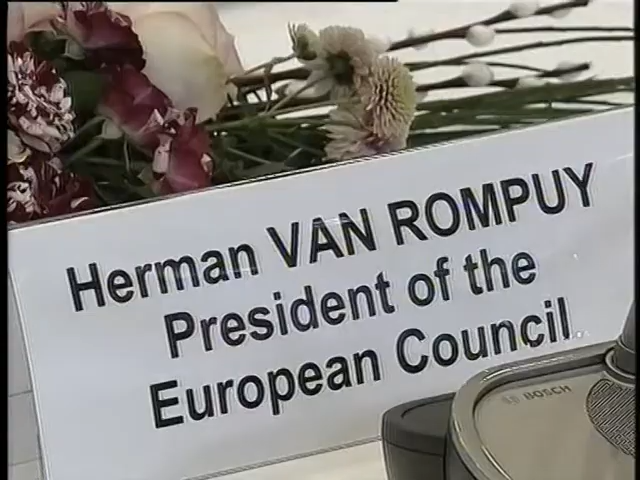 Herman VAN ROMPUY
President of the
European Council
BOSCH